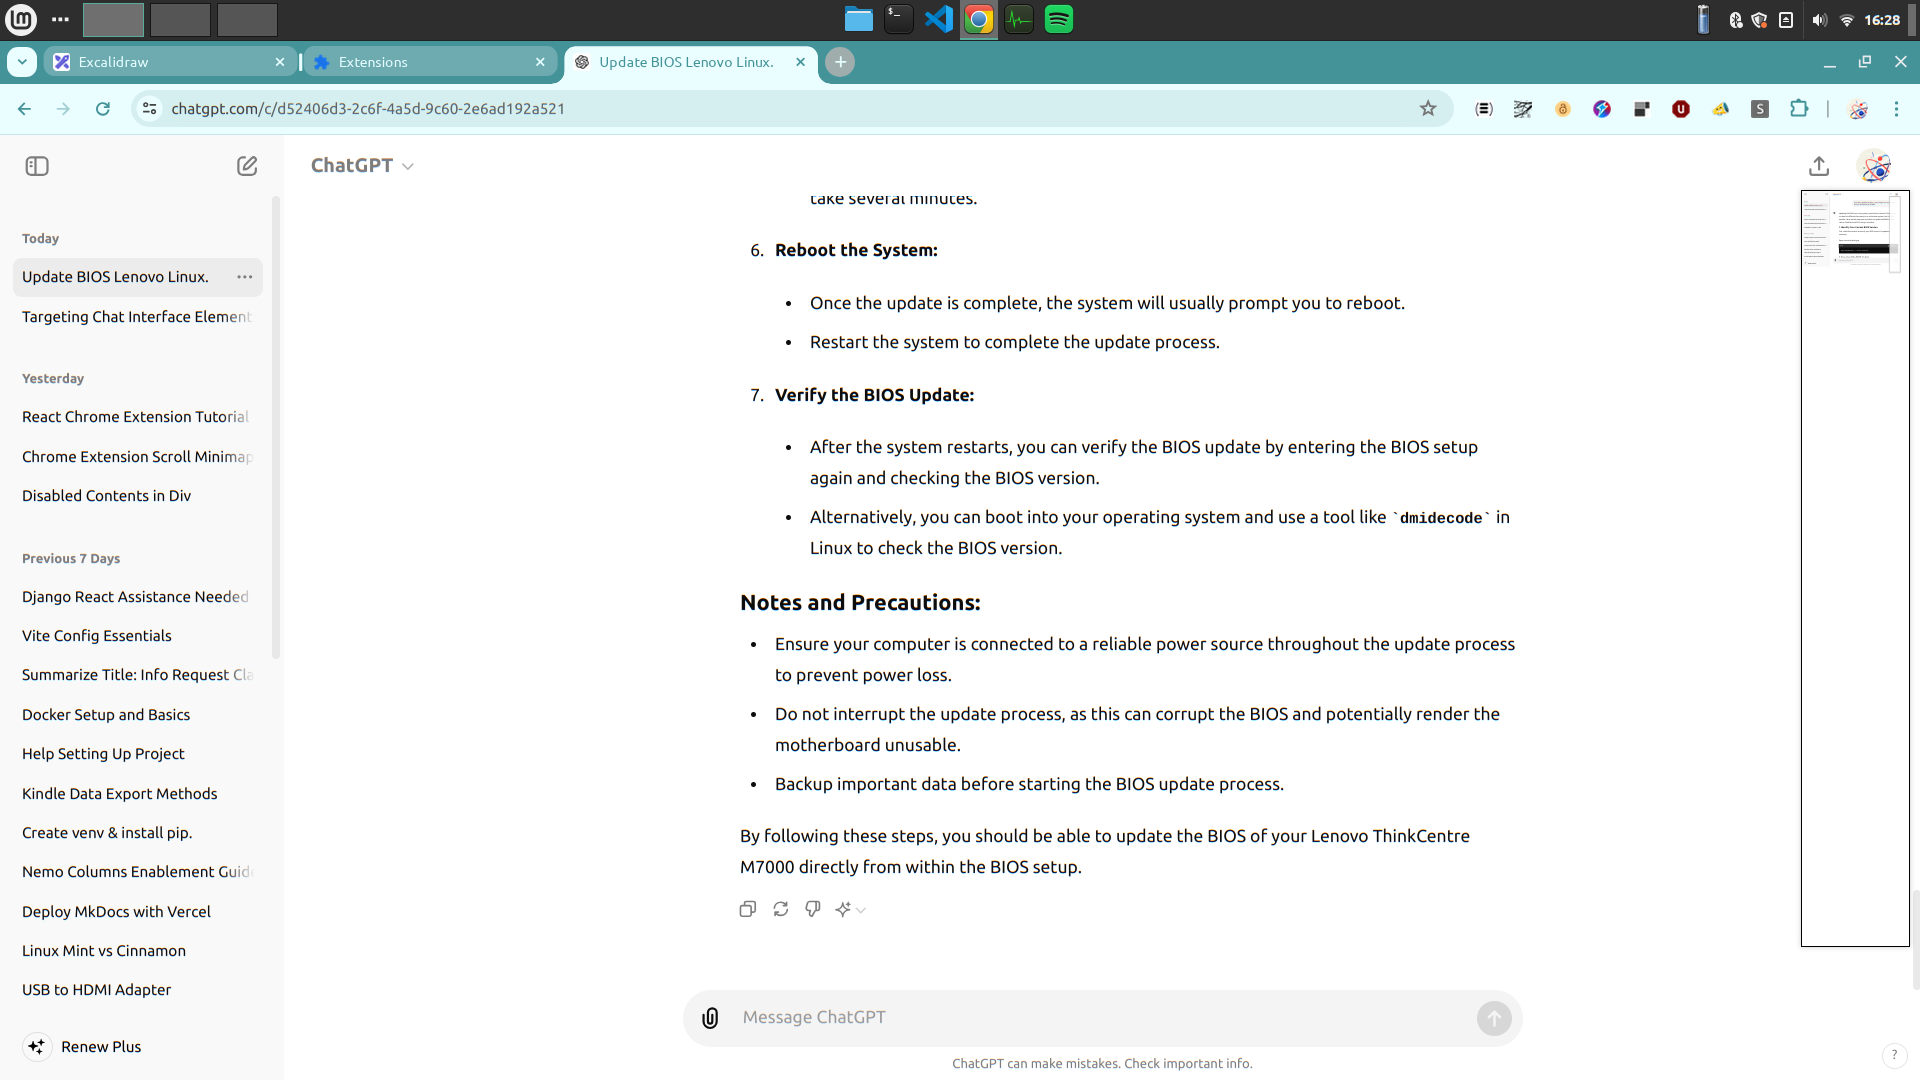 16:28
Excalidraw
Extensions
Update BIOS Lenovo Linux.
chatgpt.com/c/d52406d3-2c6f-4a5d-9c60-2e6ad192a521
ChatGPT
Today
Update BIOS Lenovo Linux.
Targeting Chat Interface Element
Yesterday
React Chrome Extension Tutorial
Chrome Extension Scroll Minimap
Disabled Contents in Div
Previous 7 Days
Django React Assistance Needed
Vite Config Essentials
Summarize Title: Info Request Cla
Docker Setup and Basics
Help Setting Up Project
Kindle Data Export Methods
Create venv & install pip.
Nemo Columns Enablement Guide
Deploy MkDocs with Vercel
Linux Mint vs Cinnamon
USB to HDMI Adapter
Renew Plus
take several minutes.
6. Reboot the System:
• Once the update is complete, the system will usually prompt you to reboot.
• Restart the system to complete the update process.
7. Verify the BIOS Update:
• After the system restarts, you can verify the BIOS update by entering the BIOS setup
again and checking the BIOS version.
• Alternatively, you can boot into your operating system and use a tool like `dmidecode` in
Linux to check the BIOS version.
Notes and Precautions:
• Ensure your computer is connected to a reliable power source throughout the update process
to prevent power loss.
• Do not interrupt the update process, as this can corrupt the BIOS and potentially render the
motherboard unusable.
• Backup important data before starting the BIOS update process.
By following these steps, you should be able to update the BIOS of your Lenovo ThinkCentre
M7000 directly from within the BIOS setup.
Message ChatGPT
ChatGPT can make mistakes. Check important info.
?